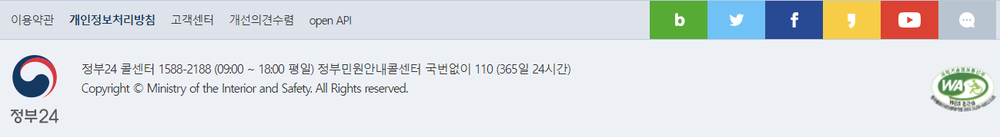 이용약관 개인정보처리방침 고객센터 개선의견수렴 open API
정부24 콜센터 1588-2188 (09:00 ~ 18:00 평일) 정부민원안내콜센터 국번없이 110 (365일 24시간)
Copyright © Ministry of the Interior and Safety. All Rights reserved.
정부24
WA